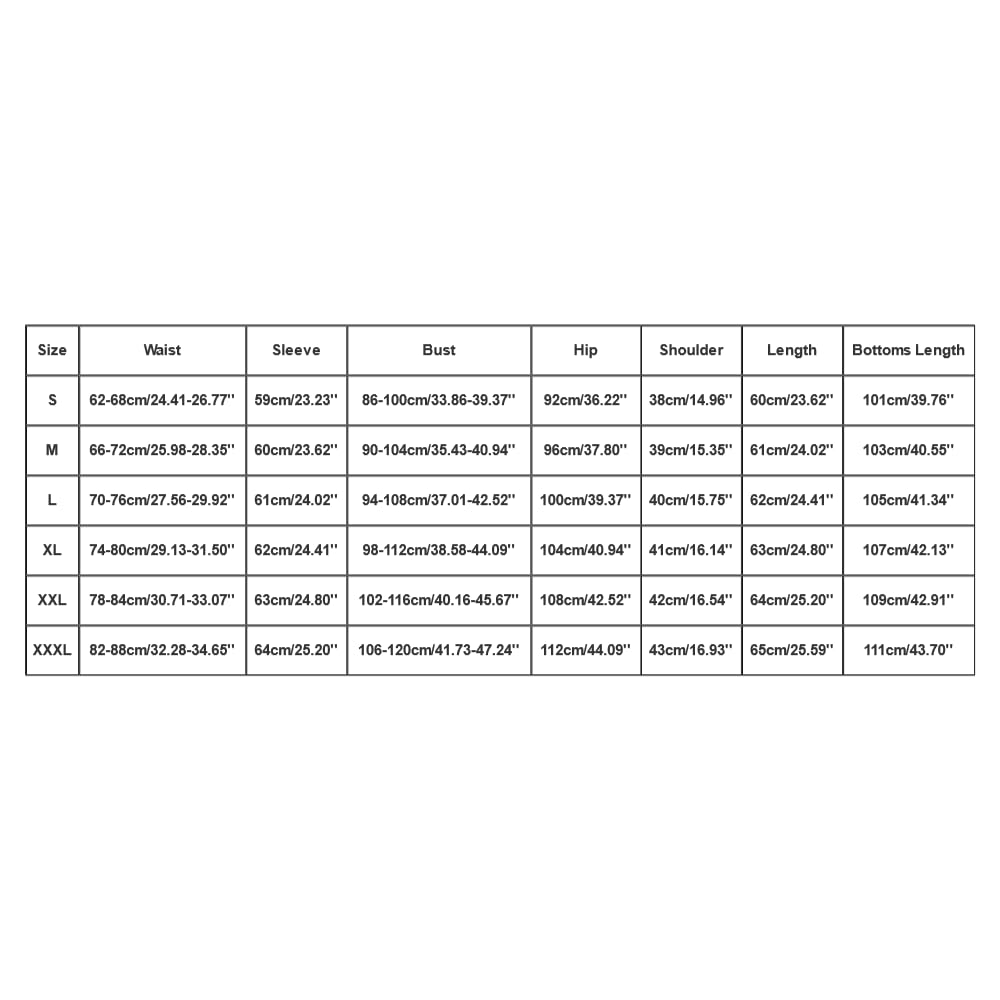 Size Waist Sleeve Bust Hip Shoulder Length Bottoms Length
S 62-68cm/24.41-26.77'' 59cm/23.23'' 86-100cm/33.86-39.37'' 92cm/36.22'' 38cm/14.96'' 60cm/23.62'' 101cm/39.76''
M 66-72cm/25.98-28.35'' 60cm/23.62'' 90-104cm/35.43-40.94'' 96cm/37.80'' 39cm/15.35'' 61cm/24.02'' 103cm/40.55''
L 70-76cm/27.56-29.92'' 61cm/24.02'' 94-108cm/37.01-42.52'' 100cm/39.37'' 40cm/15.75'' 62cm/24.41'' 105cm/41.34''
XL 74-80cm/29.13-31.50'' 62cm/24.41'' 98-112cm/38.58-44.09'' 104cm/40.94'' 41cm/16.14'' 63cm/24.80'' 107cm/42.13''
XXL 78-84cm/30.71-33.07'' 63cm/24.80'' 102-116cm/40.16-45.67'' 108cm/42.52'' 42cm/16.54'' 64cm/25.20'' 109cm/42.91''
XXXL 82-88cm/32.28-34.65'' 64cm/25.20'' 106-120cm/41.73-47.24'' 112cm/44.09'' 43cm/16.93'' 65cm/25.59'' 111cm/43.70''